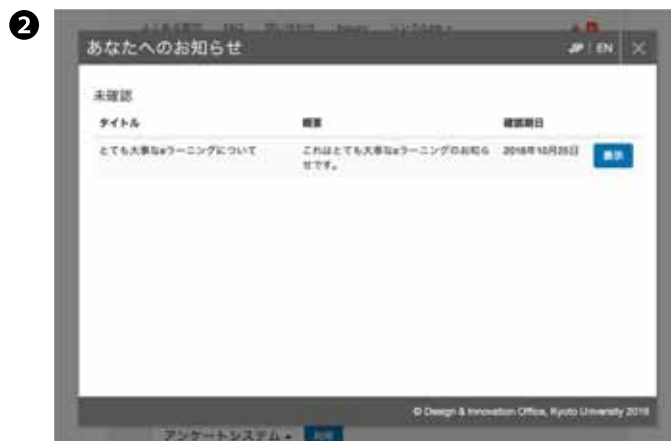 ❷
あなたへのお知らせ
JP | EN ×
未確認
タイトル 概要 確認期日
とても大事なeラーニングについて これはとても大事なeラーニングのお知ら 2016年10月25日 表示
せです。
© Design & Innovation Office, Kyoto University 2016
アンケートシステム